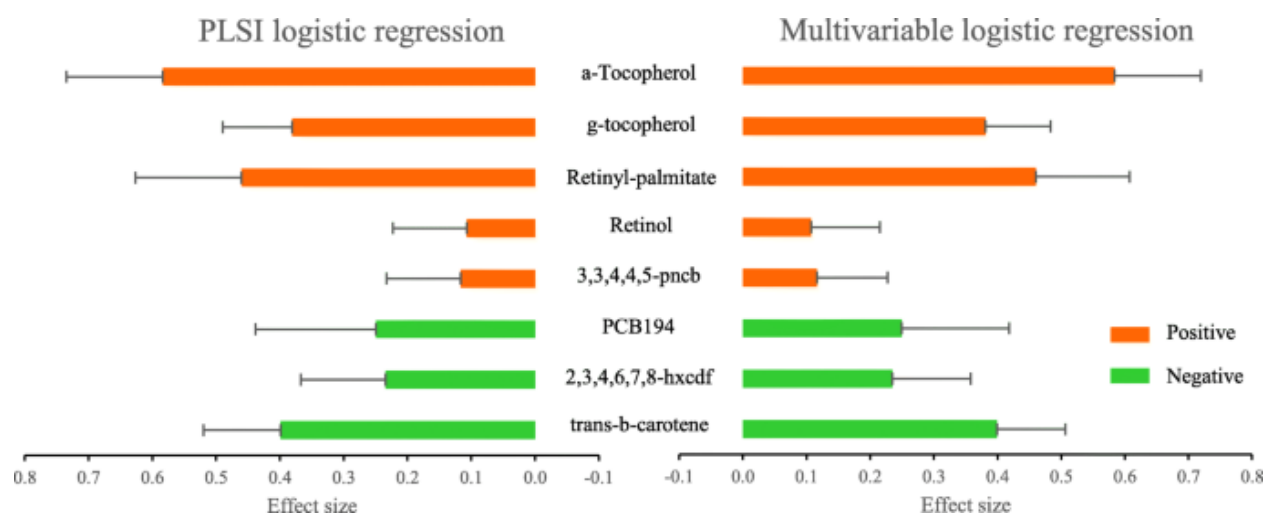 PLSI logistic regression
Multivariable logistic regression
a-Tocopherol
g-tocopherol
Retinyl-palmitate
Retinol
3,3,4,4,5-pncb
PCB194
2,3,4,6,7,8-hxcdf
trans-b-carotene
Positive
Negative
0.8 0.7 0.6 0.5 0.4 0.3 0.2 0.1 0.0 -0.1
-0.1 0.0 0.1 0.2 0.3 0.4 0.5 0.6 0.7 0.8
Effect size
Effect size